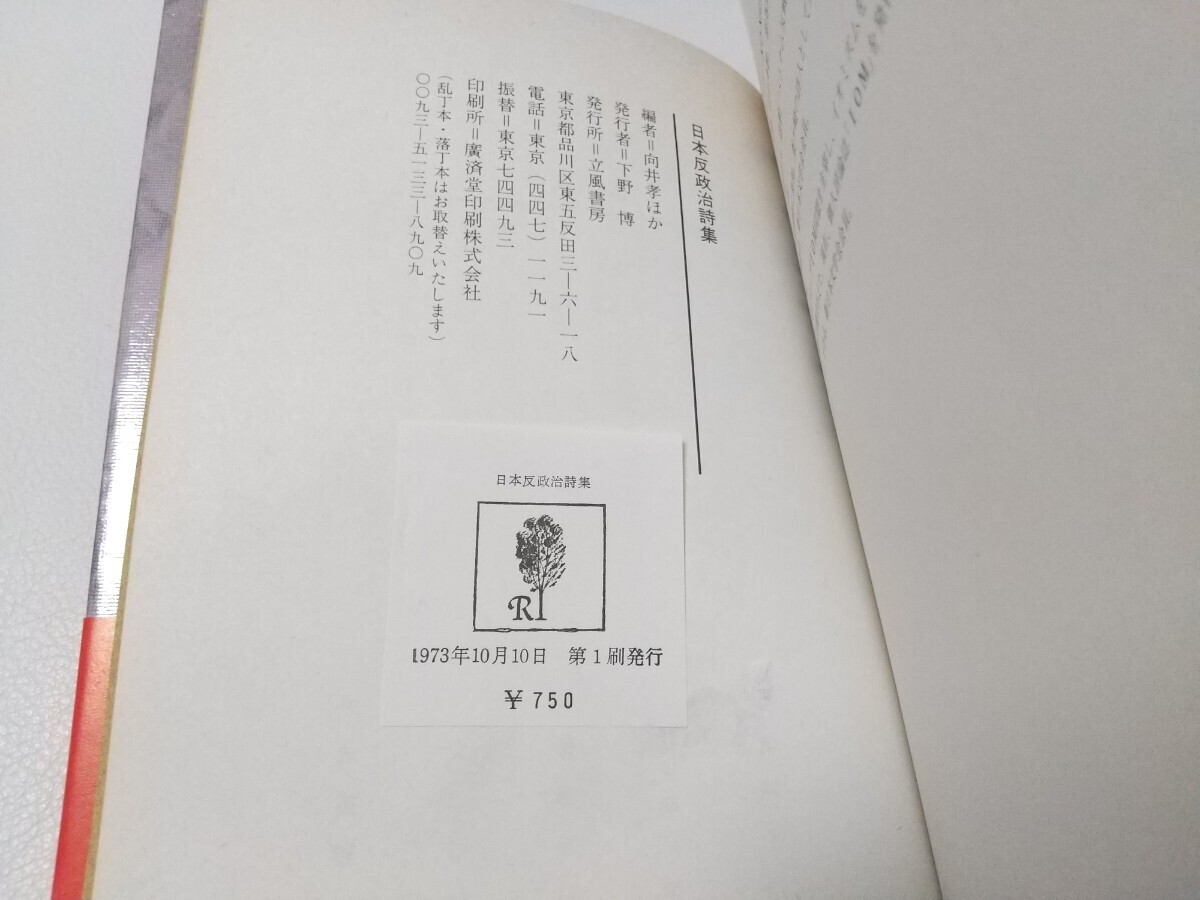 日本反政治詩集
編者＝向井孝ほか
発行者＝下野　博
発行所＝立風書房
東京都品川区東五反田三―六―一八
電話＝東京（四四七）一一九一
振替＝東京七四四九三
印刷所＝廣済堂印刷株式会社
（乱丁本・落丁本はお取替えいたします）
〇〇九三―五一三三―八九〇九
日本反政治詩集
R
1973年10月10日　第1刷発行
￥750